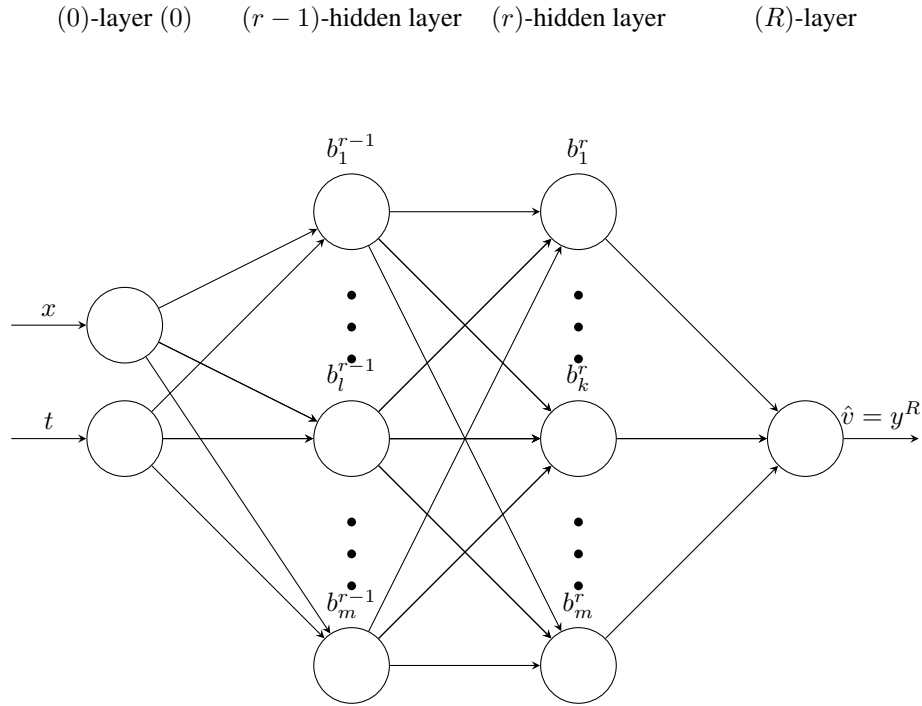 (0)-layer (0) (r − 1)-hidden layer (r)-hidden layer (R)-layer
b_1^{r−1} b_1^r
x
b_l^{r−1} b_k^r
t
v̂ = y^R
b_m^{r−1} b_m^r